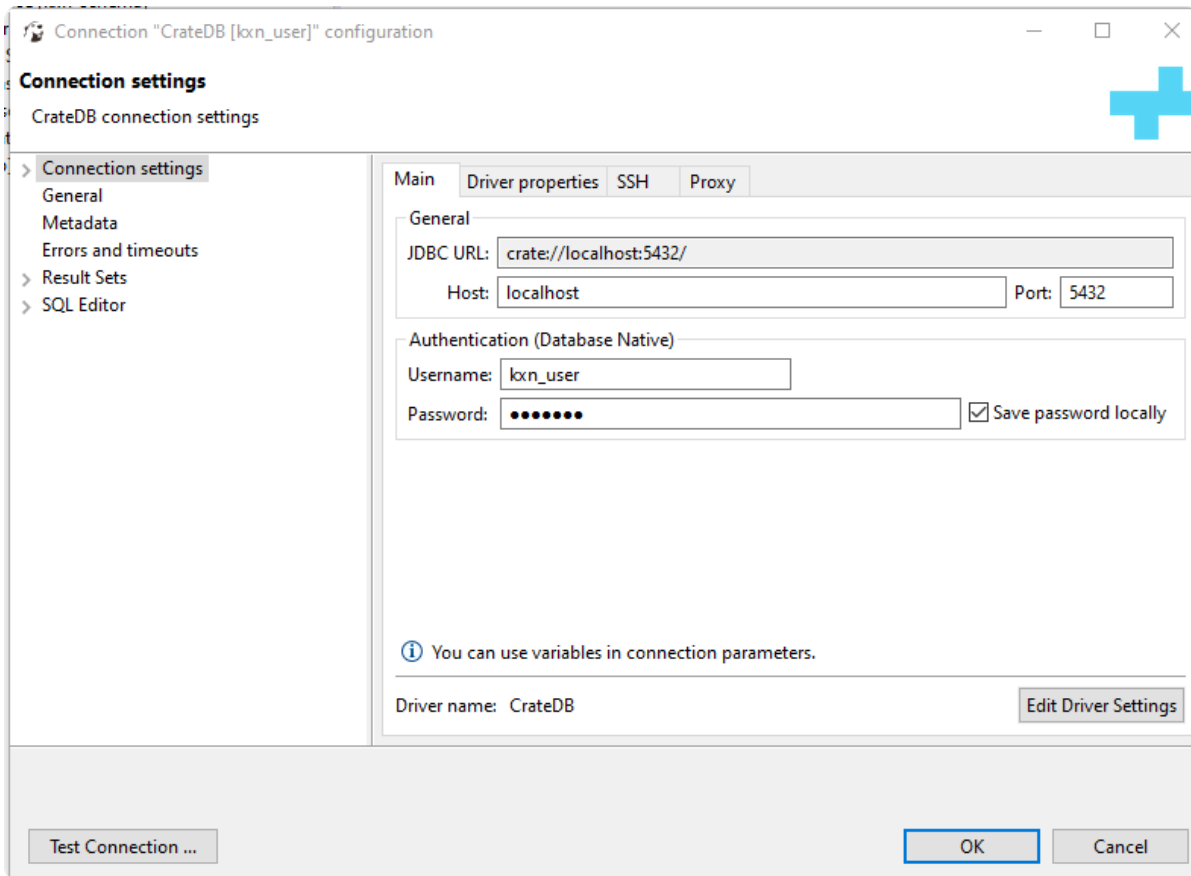 Connection "CrateDB [kxn_user]" configuration
Connection settings
CrateDB connection settings
Connection settings
General
Metadata
Errors and timeouts
Result Sets
SQL Editor
Main Driver properties SSH Proxy
General
JDBC URL: crate://localhost:5432/
Host: localhost Port: 5432
Authentication (Database Native)
Username: kxn_user
Password: ●●●●●●● Save password locally
You can use variables in connection parameters.
Driver name: CrateDB Edit Driver Settings
Test Connection ... OK Cancel